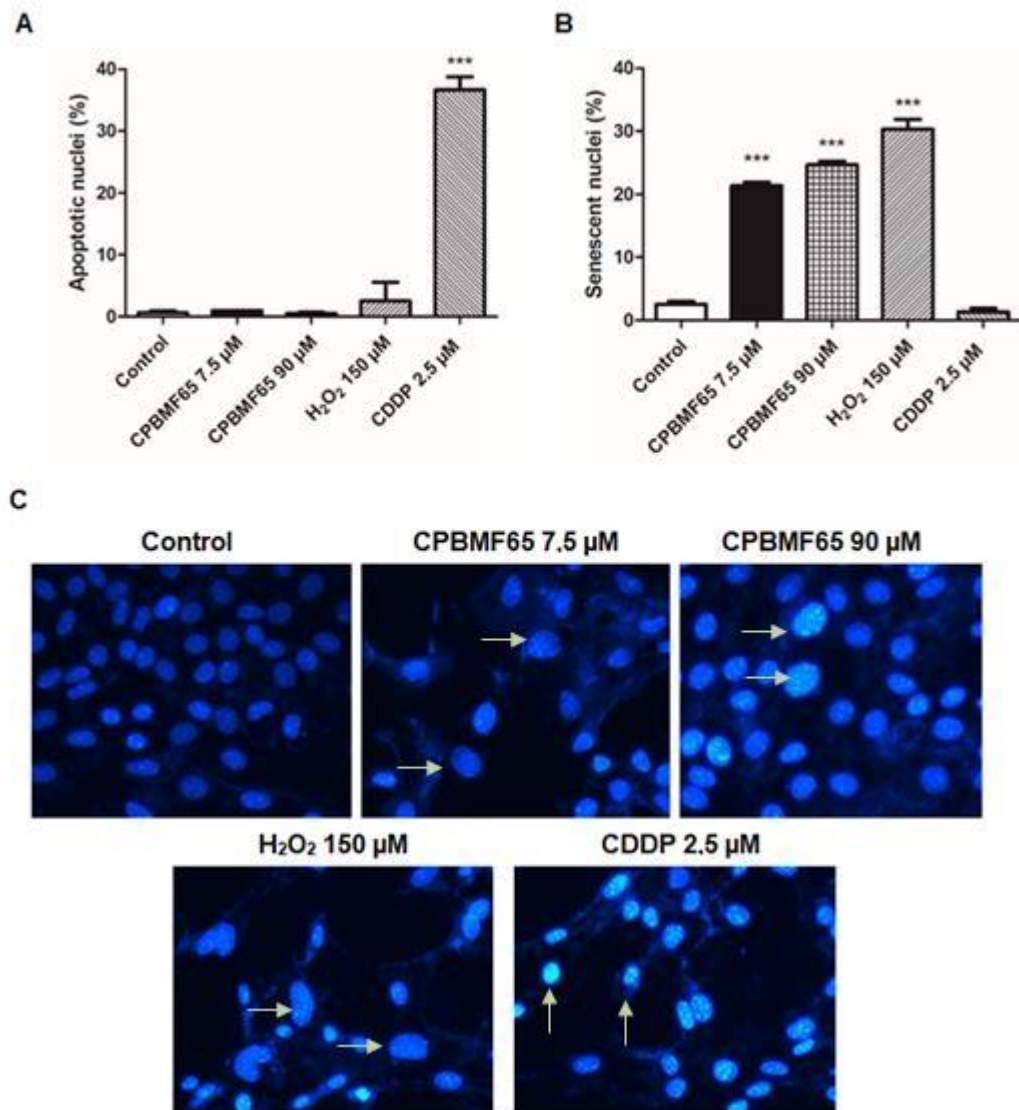 A
Apoptotic nuclei (%)
40
30
20
10
0
***
Control
CPBMF65 7.5 µM
CPBMF65 90 µM
H₂O₂ 150 µM
CDDP 2.5 µM
B
Senescent nuclei (%)
40
30
20
10
0
***
***
***
Control
CPBMF65 7.5 µM
CPBMF65 90 µM
H₂O₂ 150 µM
CDDP 2.5 µM
C
Control
CPBMF65 7,5 µM
CPBMF65 90 µM
H₂O₂ 150 µM
CDDP 2,5 µM